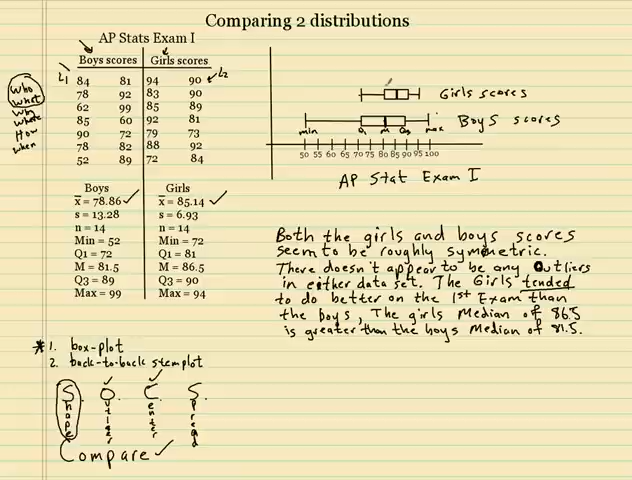 Comparing 2 distributions
AP Stats Exam I
Boys scores Girls scores
L1 84 81 94 90 L2
78 92 83 90
62 99 85 89
85 60 92 81
90 72 79 73
78 82 88 92
52 89 72 84
Who
what
Why
where
How
when
Boys Girls
x̄ = 78.86 x̄ = 85.14
s = 13.28 s = 6.93
n = 14 n = 14
Min = 52 Min = 72
Q1 = 72 Q1 = 81
M = 81.5 M = 86.5
Q3 = 89 Q3 = 90
Max = 99 Max = 94
Girls scores
Boys scores
min Q1 M Q3 max
50 55 60 65 70 75 80 85 90 95 100
AP Stat Exam I
Both the girls and boys scores
seem to be roughly symetric.
There doesn't appear to be any Outliers
in either data set. The Girls tended
to do better on the 1st Exam than
the boys, The girls Median of 86.5
is greater than the boys Median of 81.5.
* 1. box-plot
2. back-to-back stemplot
Shape Outlier Center Spread
Compare